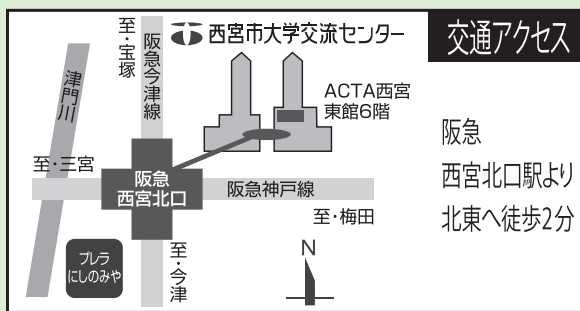 西宮市大学交流センター
交通アクセス
至・宝塚
阪急今津線
津門川
ACTA西宮
東館6階
至・三宮
阪急
西宮北口
阪急神戸線
至・梅田
プレラ
にしのみや
至・今津
N
阪急
西宮北口駅より
北東へ徒歩2分